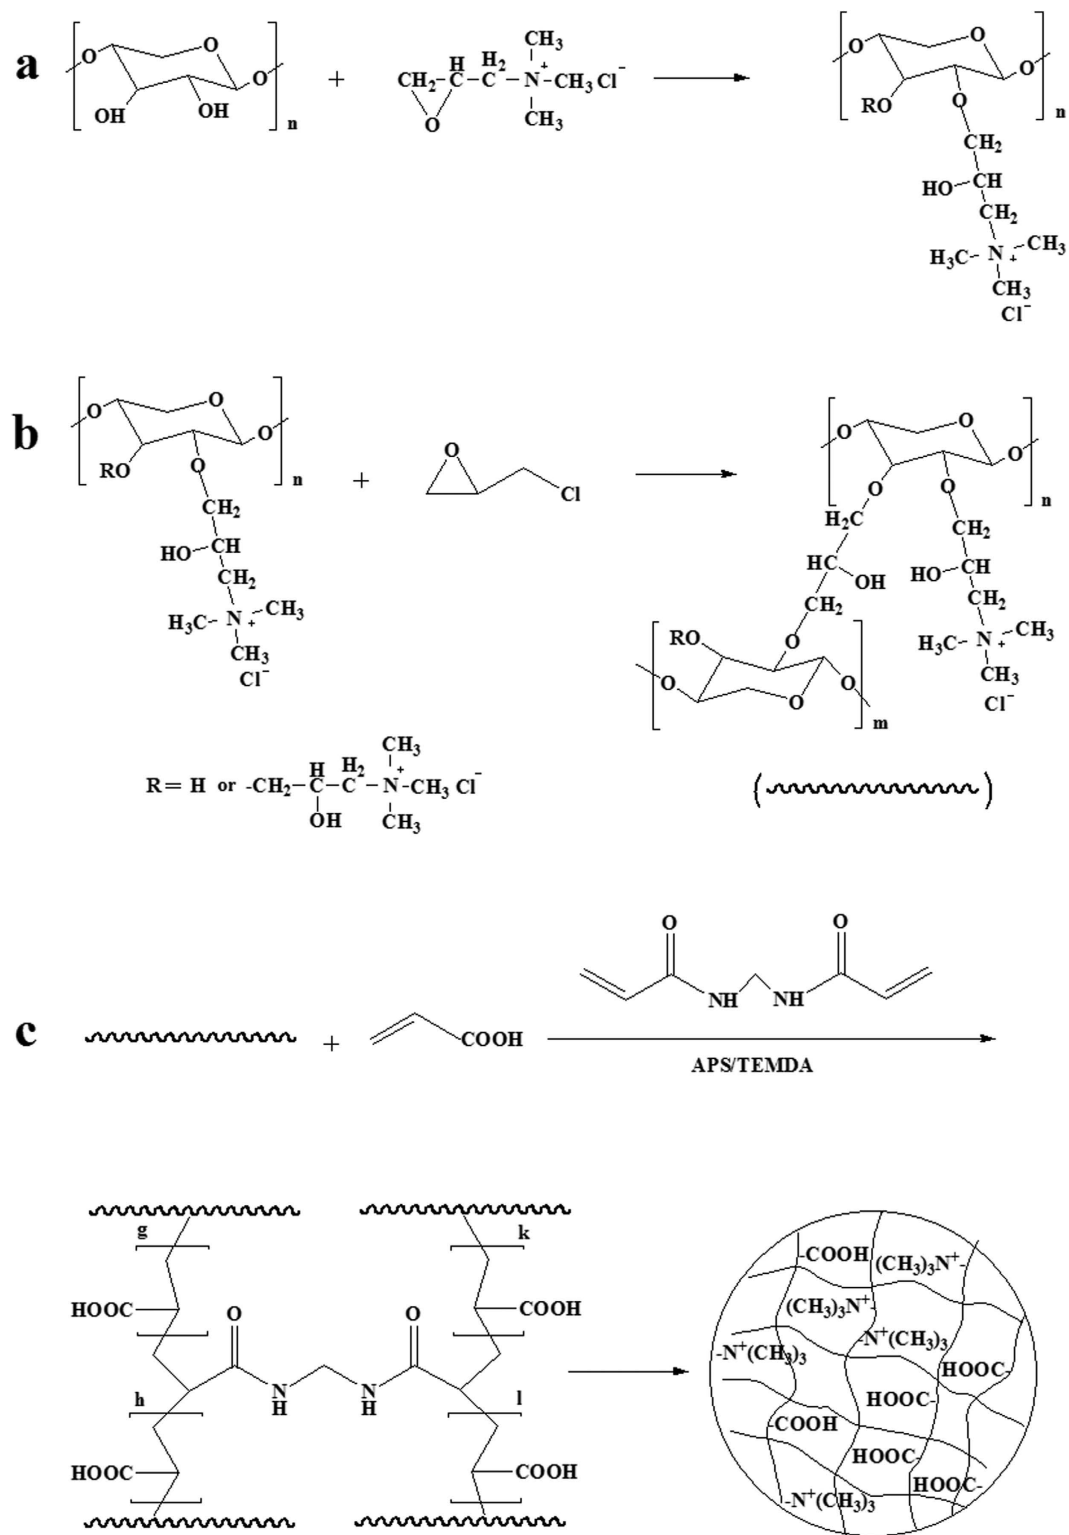 a
O
O
O
OH
OH
n
+
CH2
H
H2
C
C
N
+
CH3
CH3 Cl−
CH3
O
O
O
O
RO
O
n
CH2
HO
CH
CH2
H3C-
N
+
CH3
CH3
Cl−
b
O
O
O
RO
O
n
CH2
HO
CH
CH2
H3C
N
+
CH3
CH3
Cl−
+
O
Cl
O
O
O
O
O
n
H2C
CH2
HC
OH
HO
CH
CH2
CH2
RO
O
H3C
N
+
CH3
CH3
Cl−
O
O
O
m
R= H or -CH2
H
C
OH
H2
C
N
+
CH3
CH3 Cl−
CH3
( )
c
+
COOH
O
O
NH
NH
APS/TEMDA
g
k
HOOC
COOH
O
O
N
H
N
H
h
l
HOOC
COOH
-COOH
(CH3)3N+-
(CH3)3N+-
-N+(CH3)3
-N+(CH3)3
HOOC-
HOOC-
-COOH
HOOC-
HOOC-
-N+(CH3)3